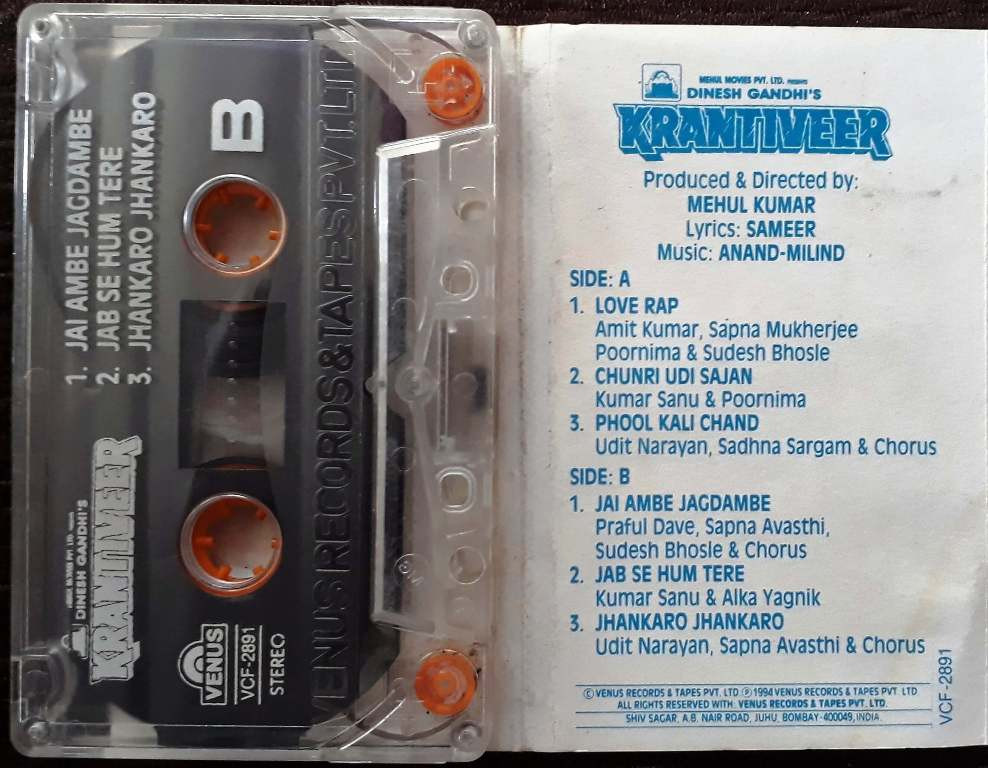 B
1. JAI AMBE JAGDAMBE
2. JAB SE HUM TERE
3. JHANKARO JHANKARO
DINESH GANDHI'S
KRANTIVEER
VENUS
VCF-2891
STEREO
VENUS RECORDS & TAPES PVT. LTD.
MEHUL MOVIES PVT. LTD. PRESENTS
DINESH GANDHI'S
KRANTIVEER
Produced & Directed by:
MEHUL KUMAR
Lyrics: SAMEER
Music: ANAND-MILIND
SIDE: A
1. LOVE RAP
Amit Kumar, Sapna Mukherjee
Poornima & Sudesh Bhosle
2. CHUNRI UDI SAJAN
Kumar Sanu & Poornima
3. PHOOL KALI CHAND
Udit Narayan, Sadhna Sargam & Chorus
SIDE: B
1. JAI AMBE JAGDAMBE
Praful Dave, Sapna Avasthi,
Sudesh Bhosle & Chorus
2. JAB SE HUM TERE
Kumar Sanu & Alka Yagnik
3. JHANKARO JHANKARO
Udit Narayan, Sapna Avasthi & Chorus
© VENUS RECORDS & TAPES PVT. LTD ℗ 1994 VENUS RECORDS & TAPES PVT. LTD
ALL RIGHTS RESERVED WITH: VENUS RECORDS & TAPES PVT. LTD.
SHIV SAGAR, A.B. NAIR ROAD, JUHU, BOMBAY-400049, INDIA.
VCF-2891